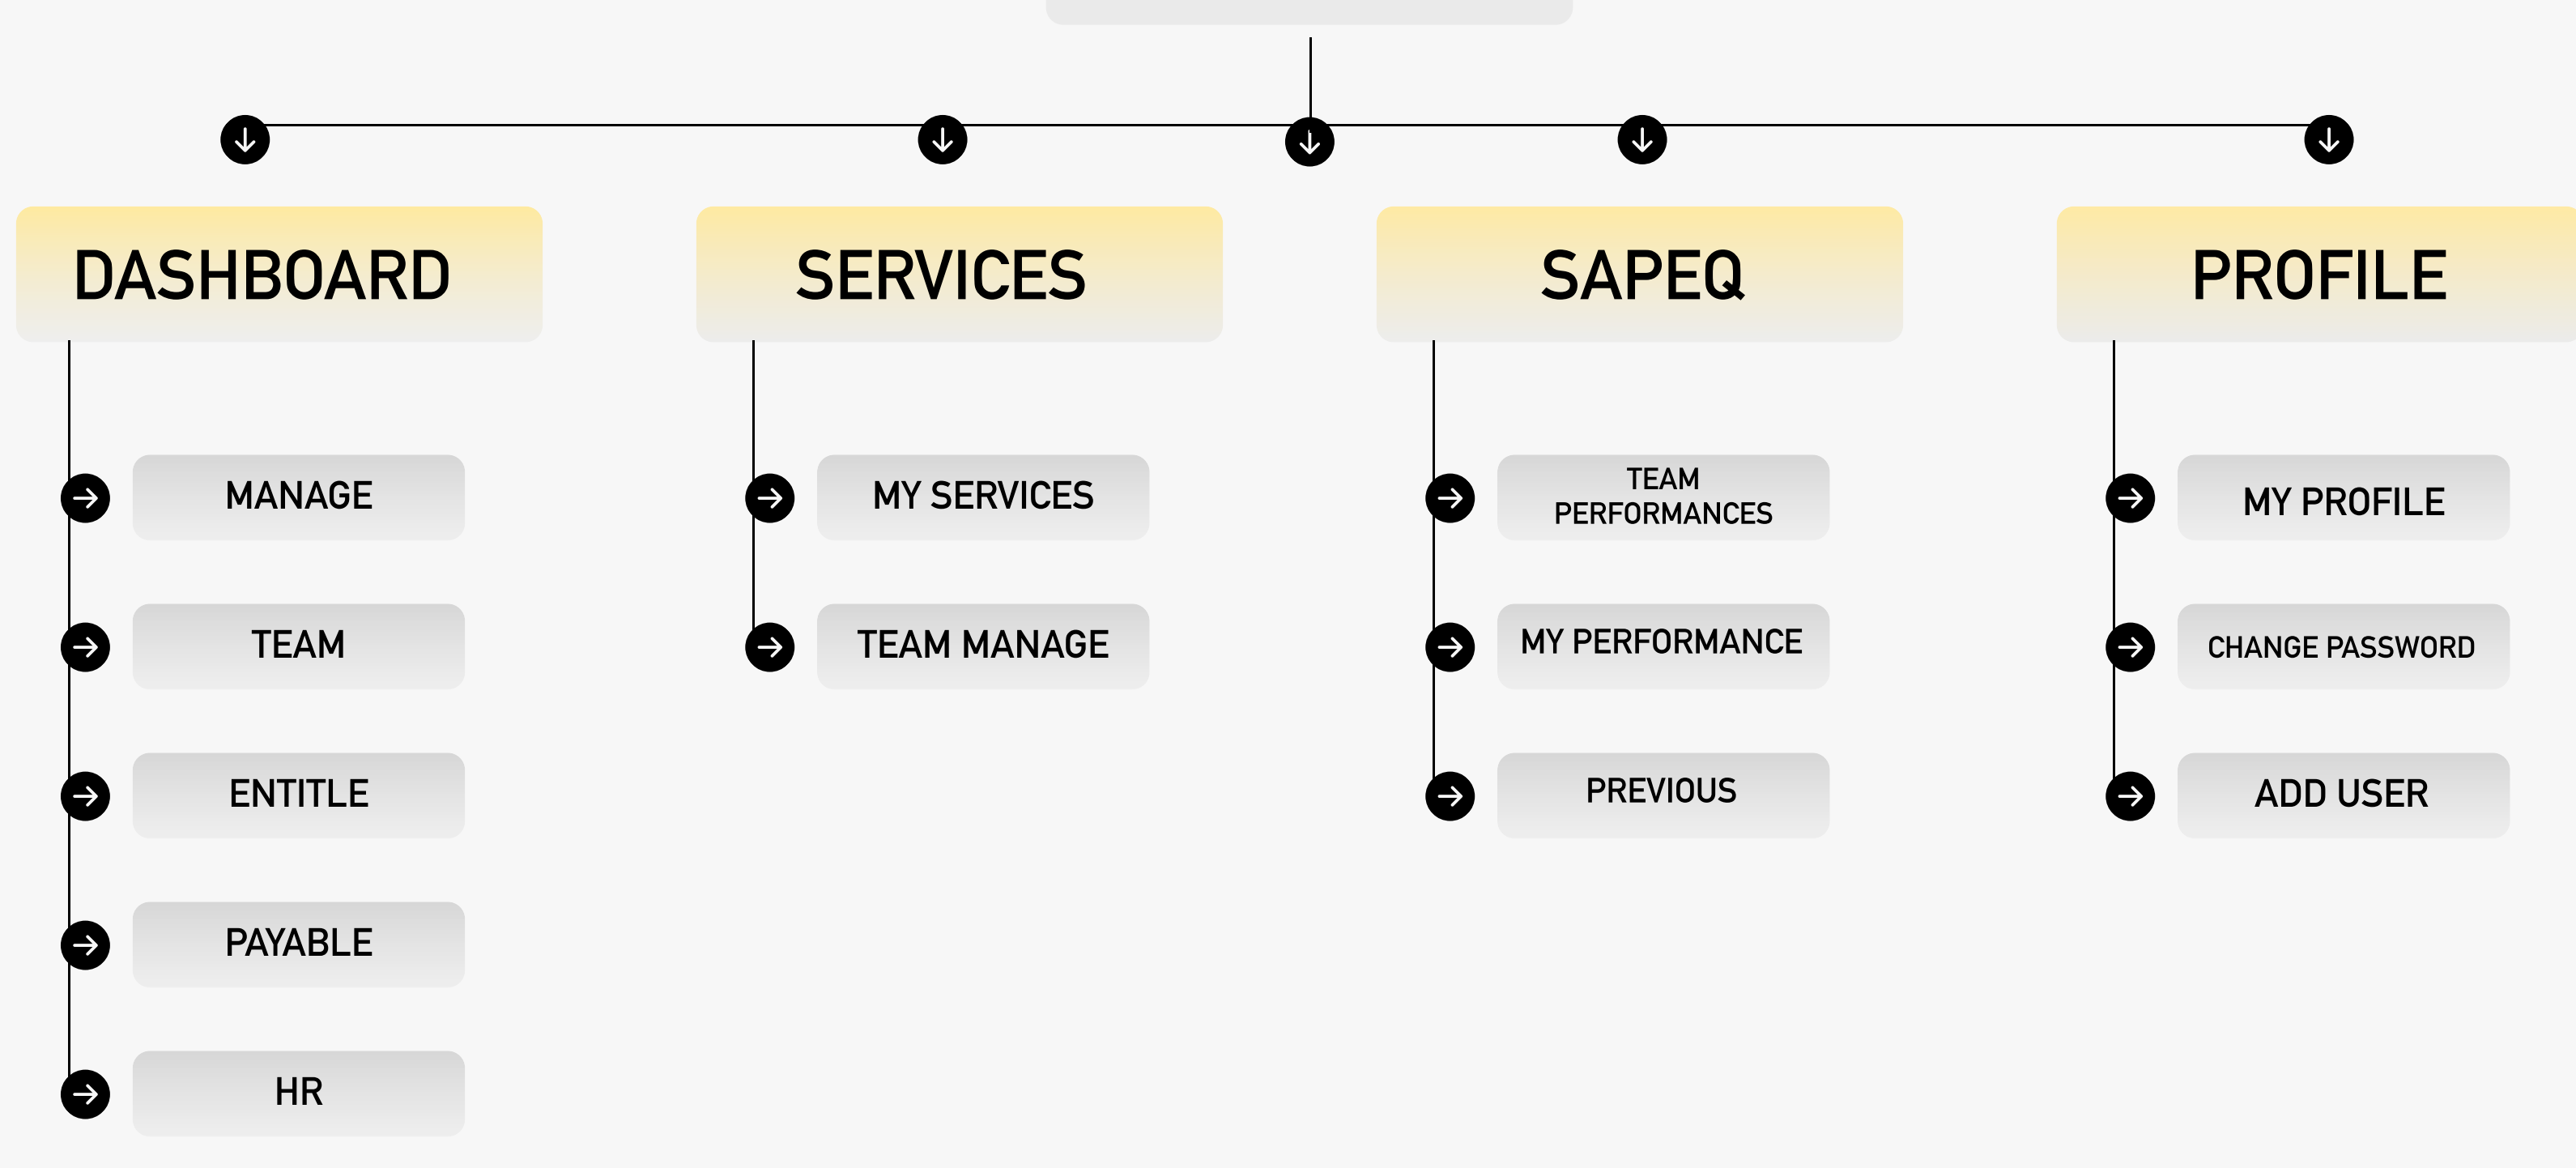 DASHBOARD
MANAGE
TEAM
ENTITLE
PAYABLE
HR
SERVICES
MY SERVICES
TEAM MANAGE
SAPEQ
TEAM
PERFORMANCES
MY PERFORMANCE
PREVIOUS
PROFILE
MY PROFILE
CHANGE PASSWORD
ADD USER